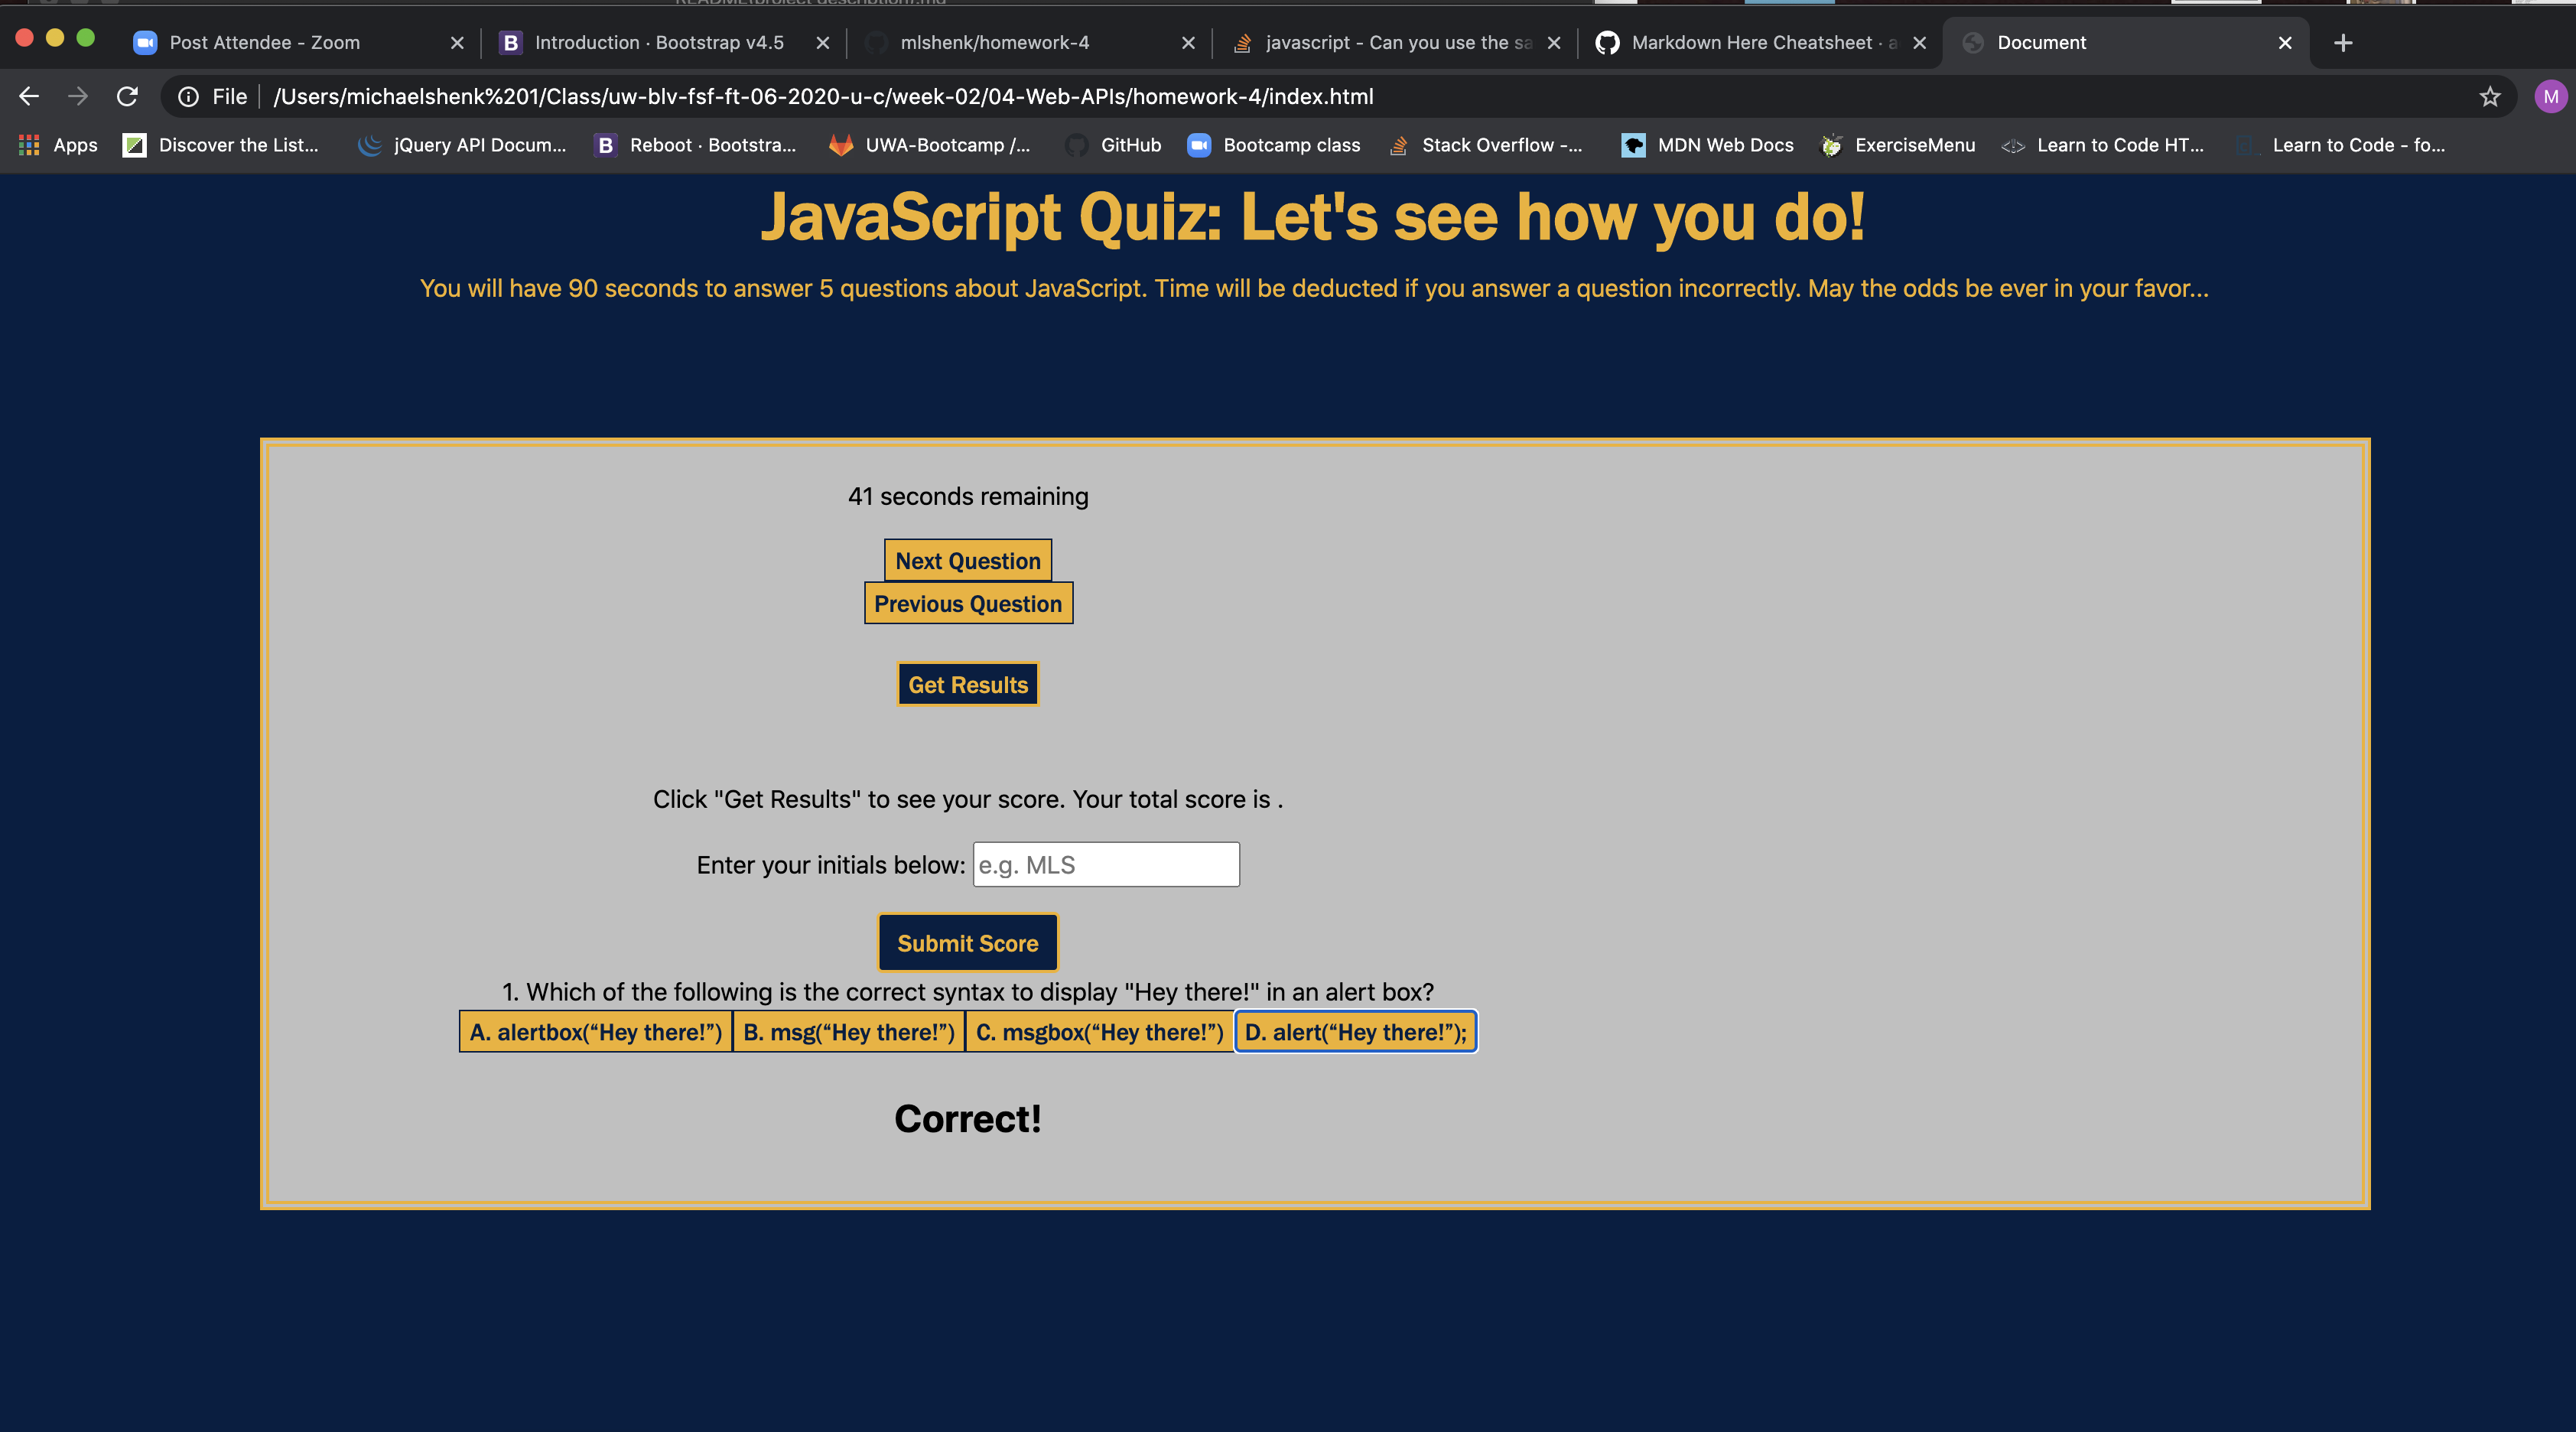 README(project description).md
Post Attendee - Zoom
Introduction · Bootstrap v4.5
mlshenk/homework-4
javascript - Can you use the sa
Markdown Here Cheatsheet · a
Document
File
/Users/michaelshenk%201/Class/uw-blv-fsf-ft-06-2020-u-c/week-02/04-Web-APIs/homework-4/index.html
M
Apps
Discover the List...
jQuery API Docum...
B
Reboot · Bootstra...
UWA-Bootcamp /...
GitHub
Bootcamp class
Stack Overflow -...
MDN Web Docs
ExerciseMenu
Learn to Code HT...
Learn to Code - fo...
JavaScript Quiz: Let's see how you do!
You will have 90 seconds to answer 5 questions about JavaScript. Time will be deducted if you answer a question incorrectly. May the odds be ever in your favor...
41 seconds remaining
Next Question
Previous Question
Get Results
Click "Get Results" to see your score. Your total score is .
Enter your initials below: e.g. MLS
Submit Score
1. Which of the following is the correct syntax to display "Hey there!" in an alert box?
A. alertbox(“Hey there!”) B. msg(“Hey there!”) C. msgbox(“Hey there!”) D. alert(“Hey there!”);
Correct!